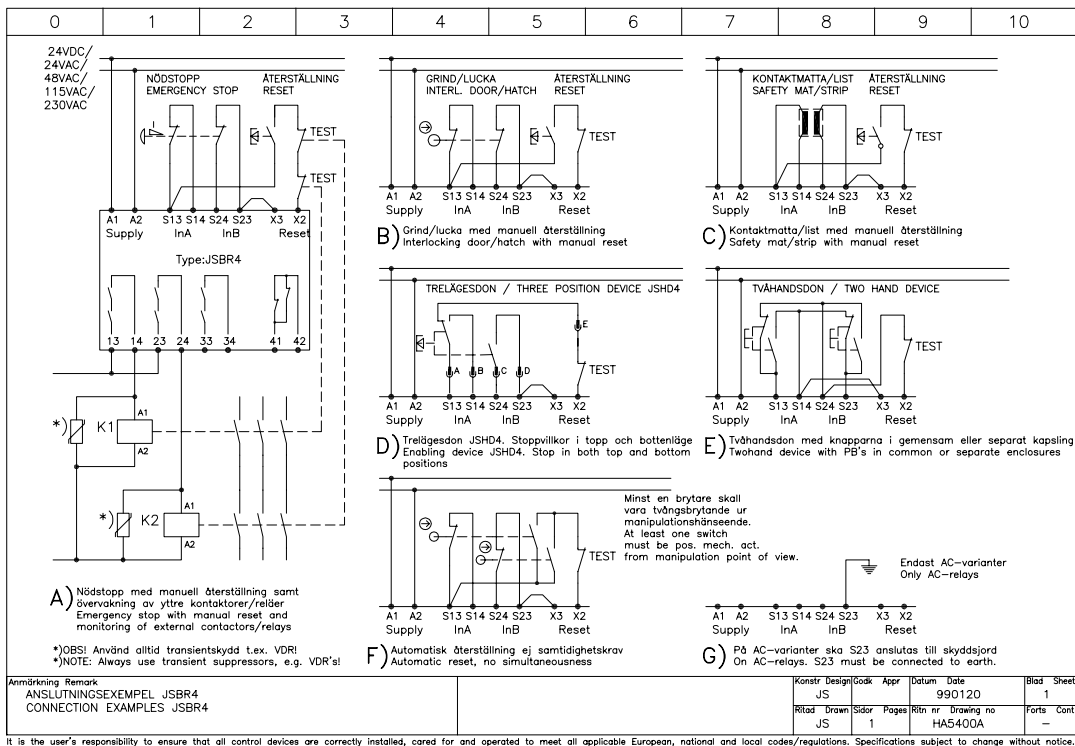 0 1 2 3 4 5 6 7 8 9 10
24VDC/
24VAC/
48VAC/
115VAC/
230VAC
NÖDSTOPP
EMERGENCY STOP
ÅTERSTÄLLNING
RESET
TEST
TEST
A1 A2 S13 S14 S24 S23 X3 X2
Supply InA InB Reset
Type:JSBR4
13 14 23 24 33 34 41 42
*) K1 A1
A2
*) K2 A1
A2
A) Nödstopp med manuell återställning samt
övervakning av yttre kontaktorer/reläer
Emergency stop with manual reset and
monitoring of external contactors/relays
*)OBS! Använd alltid transientskydd t.ex. VDR!
*)NOTE: Always use transient suppressors, e.g. VDR's!
GRIND/LUCKA
INTERL. DOOR/HATCH
ÅTERSTÄLLNING
RESET
TEST
A1 A2 S13 S14 S24 S23 X3 X2
Supply InA InB Reset
B) Grind/lucka med manuell återställning
Interlocking door/hatch with manual reset
KONTAKTMATTA/LIST
SAFETY MAT/STRIP
ÅTERSTÄLLNING
RESET
TEST
A1 A2 S13 S14 S24 S23 X3 X2
Supply InA InB Reset
C) Kontaktmatta/list med manuell återställning
Safety mat/strip with manual reset
TRELÄGESDON / THREE POSITION DEVICE JSHD4
E
A B C D
TEST
A1 A2 S13 S14 S24 S23 X3 X2
Supply InA InB Reset
D) Trelägesdon JSHD4. Stoppvillkor i topp och bottenläge
Enabling device JSHD4. Stop in both top and bottom
positions
TVÅHANDSDON / TWO HAND DEVICE
TEST
A1 A2 S13 S14 S24 S23 X3 X2
Supply InA InB Reset
E) Tvåhandsdon med knapparna i gemensam eller separat kapsling
Twohand device with PB's in common or separate enclosures
Minst en brytare skall
vara tvångsbrytande ur
manipulationshänseende.
At least one switch
must be pos. mech. act.
from manipulation point of view.
TEST
A1 A2 S13 S14 S24 S23 X3 X2
Supply InA InB Reset
F) Automatisk återställning ej samtidighetskrav
Automatic reset, no simultaneousness
Endast AC-varianter
Only AC-relays
A1 A2 S13 S14 S24 S23 X3 X2
Supply InA InB Reset
G) På AC-varianter ska S23 anslutas till skyddsjord
On AC-relays. S23 must be connected to earth.
Anmärkning Remark
ANSLUTNINGSEXEMPEL JSBR4
CONNECTION EXAMPLES JSBR4
Konstr Design Godk Appr Datum Date Blad Sheet
JS 990120 1
Ritad Drawn Sidor Pages Ritn nr Drawing no Forts Cont
JS 1 HA5400A -
It is the user's responsibility to ensure that all control devices are correctly installed, cared for and operated to meet all applicable European, national and local codes/regulations. Specifications subject to change without notice.